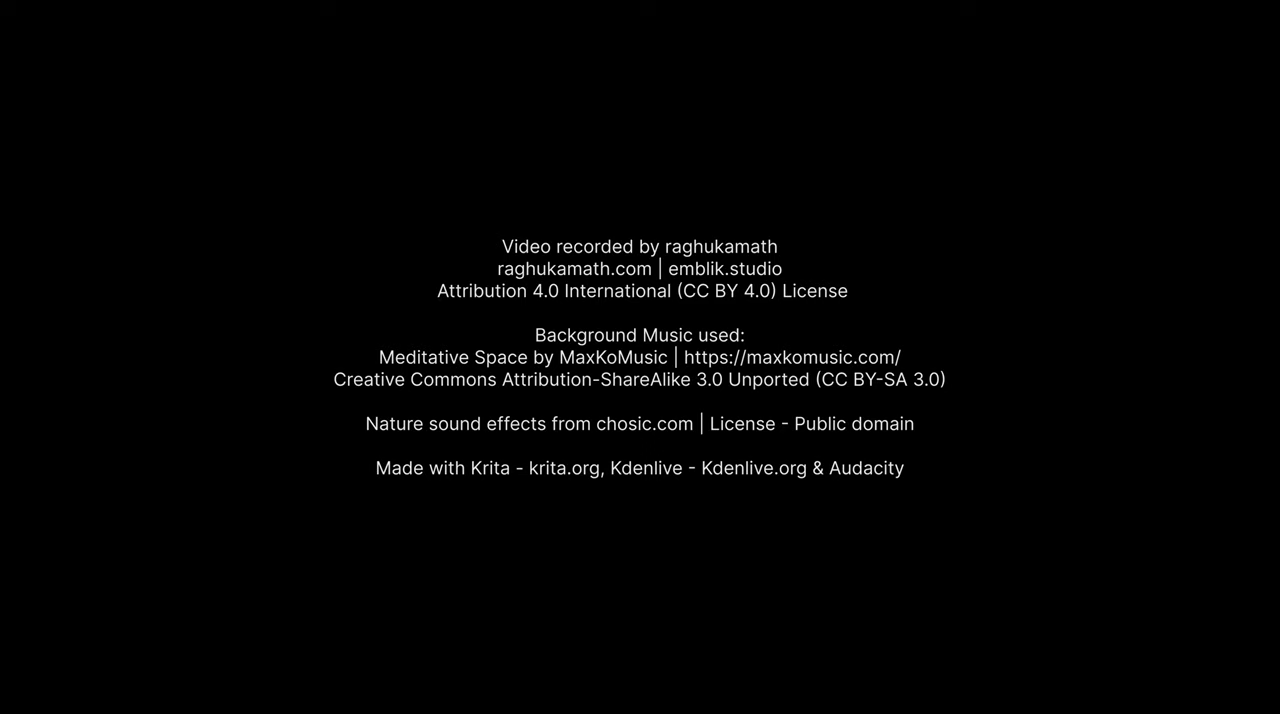 Video recorded by raghukamath
raghukamath.com | emblik.studio
Attribution 4.0 International (CC BY 4.0) License
Background Music used:
Meditative Space by MaxKoMusic | https://maxkomusic.com/
Creative Commons Attribution-ShareAlike 3.0 Unported (CC BY-SA 3.0)
Nature sound effects from chosic.com | License - Public domain
Made with Krita - krita.org, Kdenlive - Kdenlive.org & Audacity